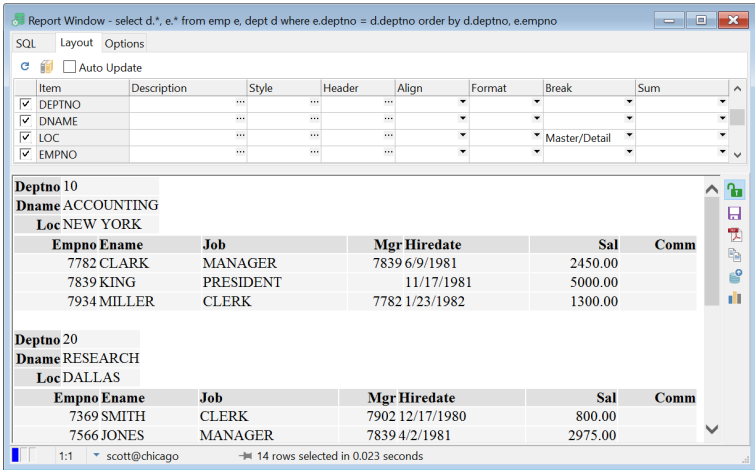 Report Window - select d.*, e.* from emp e, dept d where e.deptno = d.deptno order by d.deptno, e.empno
SQL Layout Options
Auto Update
Item Description Style Header Align Format Break Sum
DEPTNO ... ... ...
DNAME ... ... ...
LOC ... ... ... Master/Detail
EMPNO ... ... ...
Deptno 10
Dname ACCOUNTING
Loc NEW YORK
Empno Ename Job Mgr Hiredate Sal Comm
7782 CLARK MANAGER 7839 6/9/1981 2450.00
7839 KING PRESIDENT 11/17/1981 5000.00
7934 MILLER CLERK 7782 1/23/1982 1300.00
Deptno 20
Dname RESEARCH
Loc DALLAS
Empno Ename Job Mgr Hiredate Sal Comm
7369 SMITH CLERK 7902 12/17/1980 800.00
7566 JONES MANAGER 7839 4/2/1981 2975.00
1:1 scott@chicago 14 rows selected in 0.023 seconds